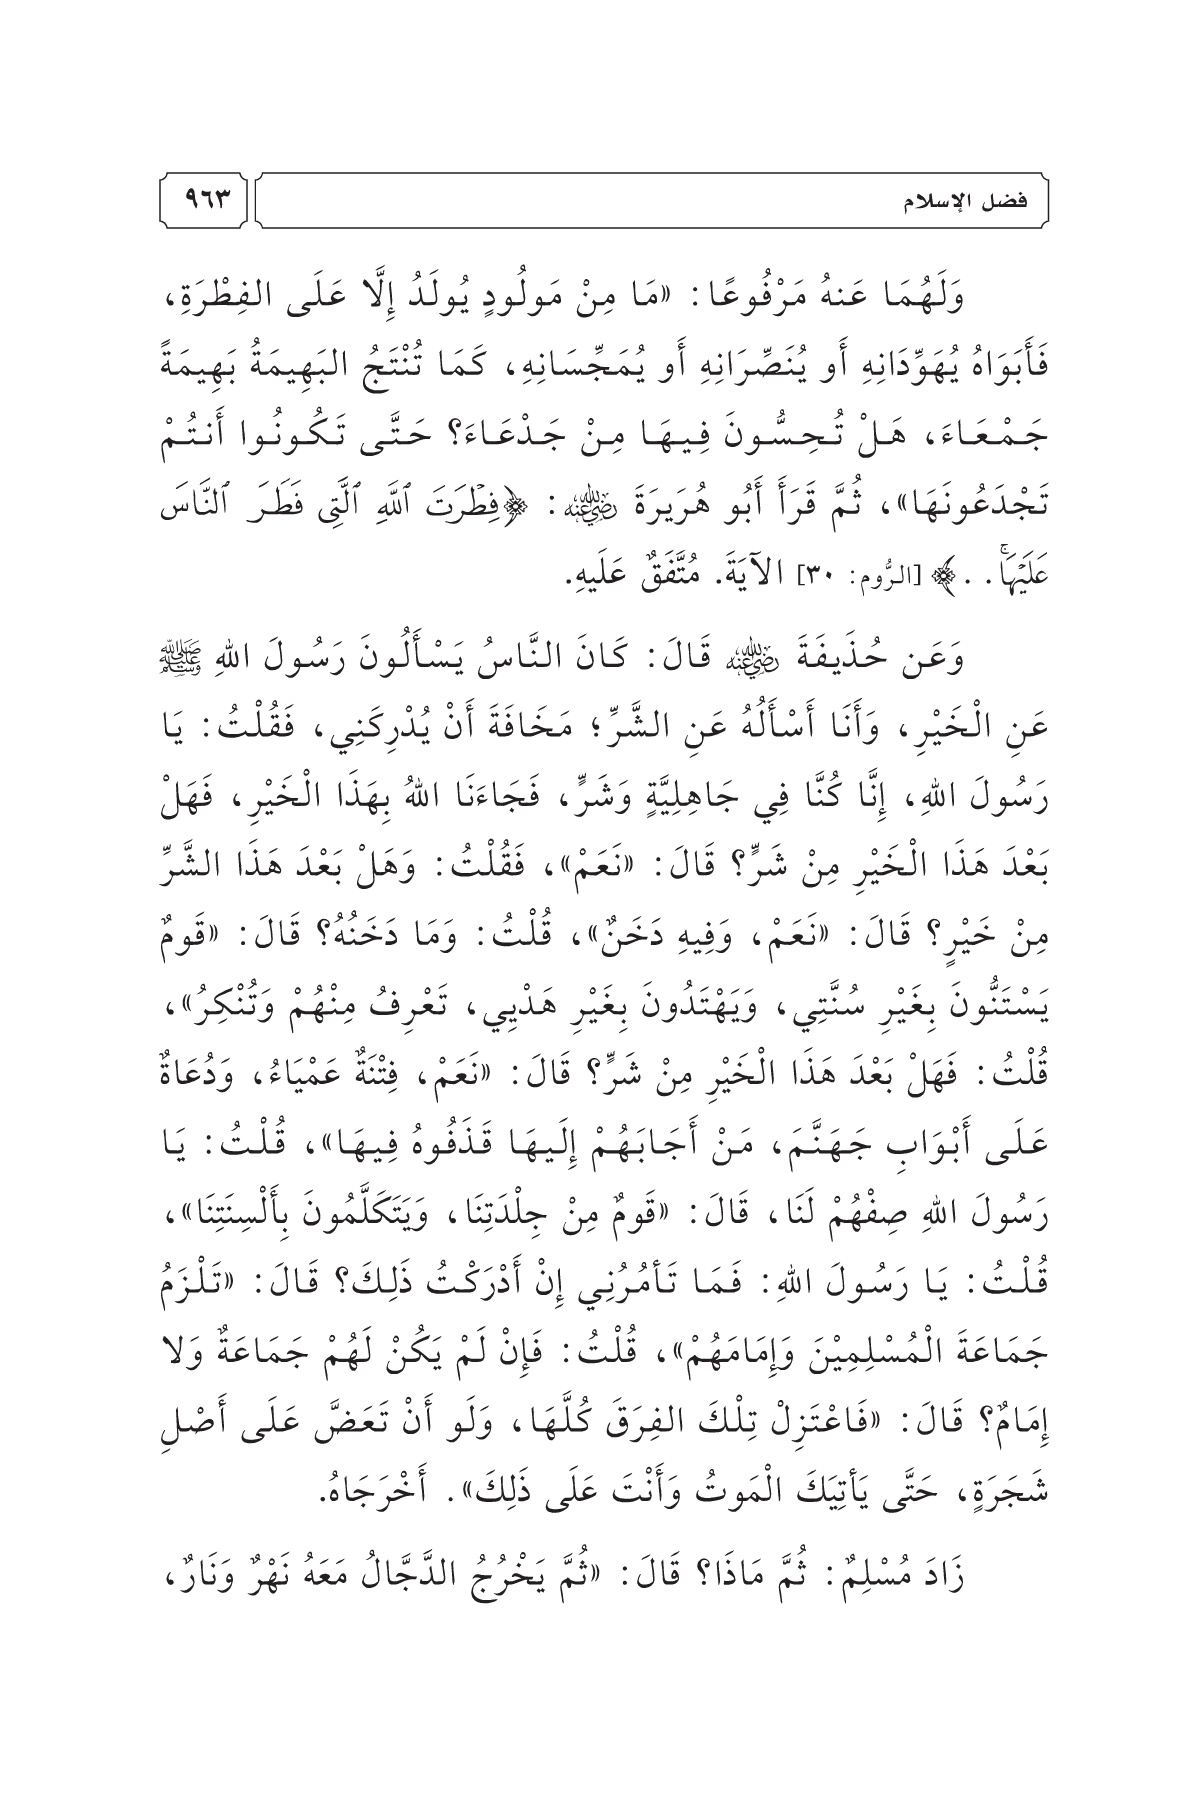 فضل الإسلام ٩٦٣
وَلَهُمَا عَنهُ مَرْفُوعًا: «مَا مِنْ مَولُودٍ يُولَدُ إِلَّا عَلَى الفِطْرَةِ،
فَأَبَوَاهُ يُهَوِّدَانِهِ أَو يُنَصِّرَانِهِ أَو يُمَجِّسَانِهِ، كَمَا تُنْتَجُ البَهِيمَةُ بَهِيمَةً
جَمْعَاءَ، هَلْ تُحِسُّونَ فِيهَا مِنْ جَدْعَاءَ؟ حَتَّى تَكُونُوا أَنتُمْ
تَجْدَعُونَهَا»، ثُمَّ قَرَأَ أَبُو هُرَيرَةَ رضي الله عنه: ﴿فِطْرَتَ ٱللَّهِ ٱلَّتِى فَطَرَ ٱلنَّاسَ
عَلَيْهَاۚ. .﴾ [الرُّوم: ٣٠] الآيَةَ. مُتَّفَقٌ عَلَيهِ.
وَعَن حُذَيفَةَ رضي الله عنه قَالَ: كَانَ النَّاسُ يَسْأَلُونَ رَسُولَ اللهِ ﷺ
عَنِ الْخَيْرِ، وَأَنَا أَسْأَلُهُ عَنِ الشَّرِّ؛ مَخَافَةَ أَنْ يُدْرِكَنِي، فَقُلْتُ: يَا
رَسُولَ اللهِ، إِنَّا كُنَّا فِي جَاهِلِيَّةٍ وَشَرٍّ، فَجَاءَنَا اللهُ بِهَذَا الْخَيْرِ، فَهَلْ
بَعْدَ هَذَا الْخَيْرِ مِنْ شَرٍّ؟ قَالَ: «نَعَمْ»، فَقُلْتُ: وَهَلْ بَعْدَ هَذَا الشَّرِّ
مِنْ خَيْرٍ؟ قَالَ: «نَعَمْ، وَفِيهِ دَخَنٌ»، قُلْتُ: وَمَا دَخَنُهُ؟ قَالَ: «قَومٌ
يَسْتَنُّونَ بِغَيْرِ سُنَّتِي، وَيَهْتَدُونَ بِغَيْرِ هَدْيِي، تَعْرِفُ مِنْهُمْ وَتُنْكِرُ»،
قُلْتُ: فَهَلْ بَعْدَ هَذَا الْخَيْرِ مِنْ شَرٍّ؟ قَالَ: «نَعَمْ، فِتْنَةٌ عَمْيَاءُ، وَدُعَاةٌ
عَلَى أَبْوَابِ جَهَنَّمَ، مَنْ أَجَابَهُمْ إِلَيهَا قَذَفُوهُ فِيهَا»، قُلْتُ: يَا
رَسُولَ اللهِ صِفْهُمْ لَنَا، قَالَ: «قَومٌ مِنْ جِلْدَتِنَا، وَيَتَكَلَّمُونَ بِأَلْسِنَتِنَا»،
قُلْتُ: يَا رَسُولَ اللهِ: فَمَا تَأمُرُنِي إِنْ أَدْرَكْتُ ذَلِكَ؟ قَالَ: «تَلْزَمُ
جَمَاعَةَ الْمُسْلِمِيْنَ وَإِمَامَهُمْ»، قُلْتُ: فَإِنْ لَمْ يَكُنْ لَهُمْ جَمَاعَةٌ وَلا
إِمَامٌ؟ قَالَ: «فَاعْتَزِلْ تِلْكَ الفِرَقَ كُلَّهَا، وَلَو أَنْ تَعَضَّ عَلَى أَصْلِ
شَجَرَةٍ، حَتَّى يَأتِيَكَ الْمَوتُ وَأَنْتَ عَلَى ذَلِكَ». أَخْرَجَاهُ.
زَادَ مُسْلِمٌ: ثُمَّ مَاذَا؟ قَالَ: «ثُمَّ يَخْرُجُ الدَّجَّالُ مَعَهُ نَهْرٌ وَنَارٌ،